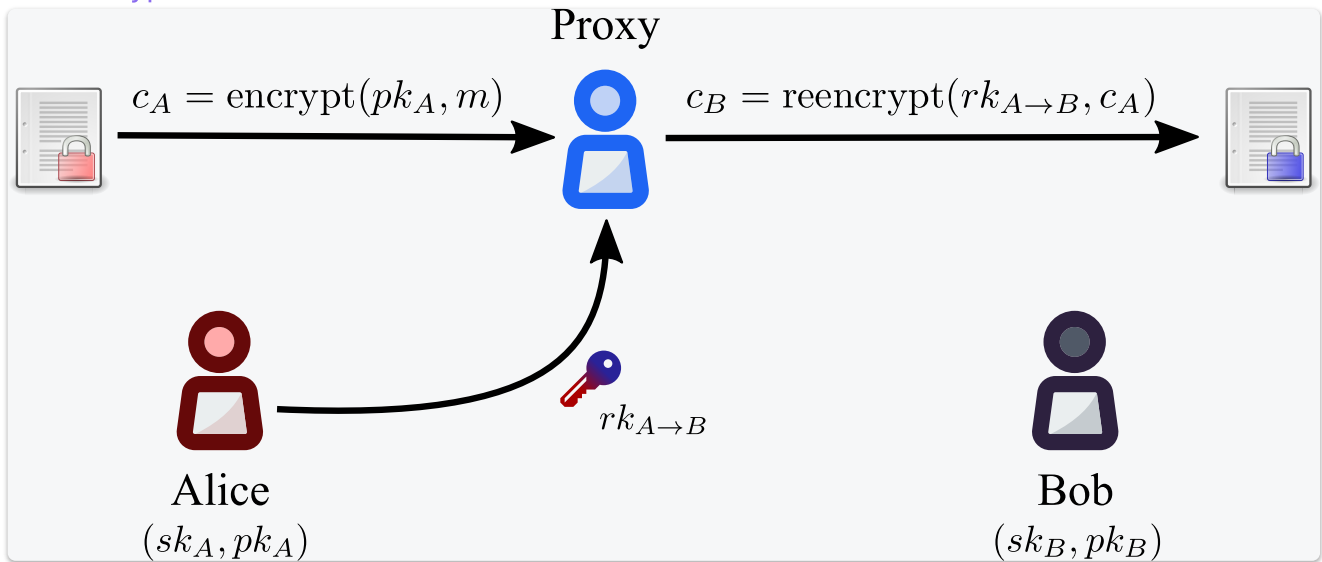 Proxy
c_A = encrypt(pk_A, m)
c_B = reencrypt(rk_{A→B}, c_A)
rk_{A→B}
Alice
(sk_A, pk_A)
Bob
(sk_B, pk_B)